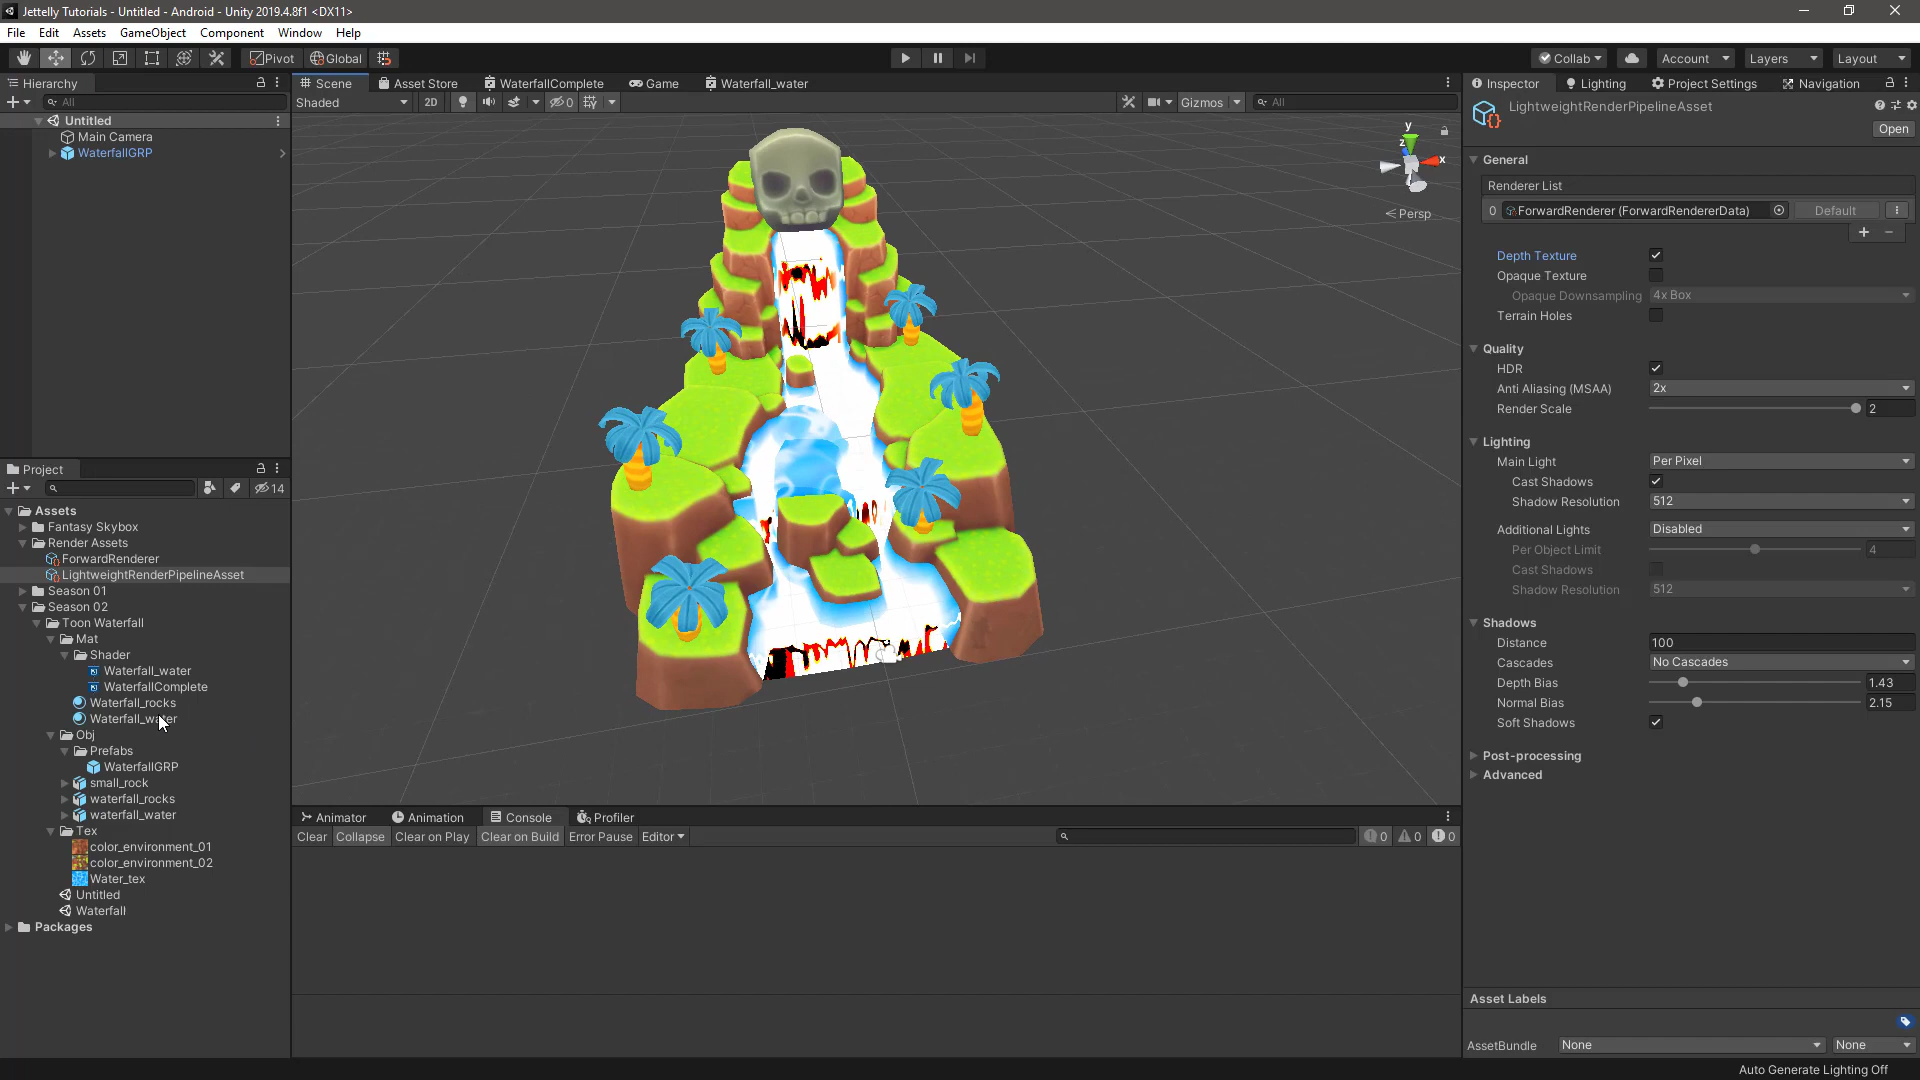 Jettelly Tutorials - Untitled - Android - Unity 2019.4.8f1 <DX11>
File Edit Assets GameObject Component Window Help
Pivot Global Collab Account Layers Layout
Hierarchy
All
Untitled
Main Camera
WaterfallGRP
Scene Asset Store WaterfallComplete Game Waterfall_water
Shaded 2D 0 Gizmos All
y
z
x
Persp
Project
14
Assets
Fantasy Skybox
Render Assets
ForwardRenderer
LightweightRenderPipelineAsset
Season 01
Season 02
Toon Waterfall
Mat
Shader
Waterfall_water
WaterfallComplete
Waterfall_rocks
Waterfall_water
Obj
Prefabs
WaterfallGRP
small_rock
waterfall_rocks
waterfall_water
Tex
color_environment_01
color_environment_02
Water_tex
Untitled
Waterfall
Packages
Animator Animation Console Profiler
Clear Collapse Clear on Play Clear on Build Error Pause Editor 0 0 0
Inspector Lighting Project Settings Navigation
LightweightRenderPipelineAsset
Open
General
Renderer List
0 ForwardRenderer (ForwardRendererData) Default
Depth Texture
Opaque Texture
Opaque Downsampling 4x Box
Terrain Holes
Quality
HDR
Anti Aliasing (MSAA) 2x
Render Scale 2
Lighting
Main Light Per Pixel
Cast Shadows
Shadow Resolution 512
Additional Lights Disabled
Per Object Limit 4
Cast Shadows
Shadow Resolution 512
Shadows
Distance 100
Cascades No Cascades
Depth Bias 1.43
Normal Bias 2.15
Soft Shadows
Post-processing
Advanced
Asset Labels
AssetBundle None None
Auto Generate Lighting Off